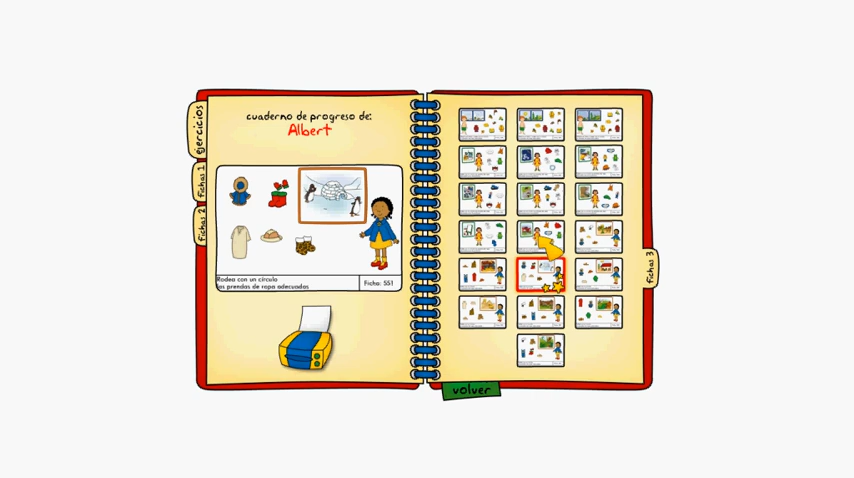 ejercicios
fichas 1
fichas 2
cuaderno de progreso de:
Albert
Rodea con un círculo
las prendas de ropa adecuadas
Ficha: 551
fichas 3
volver